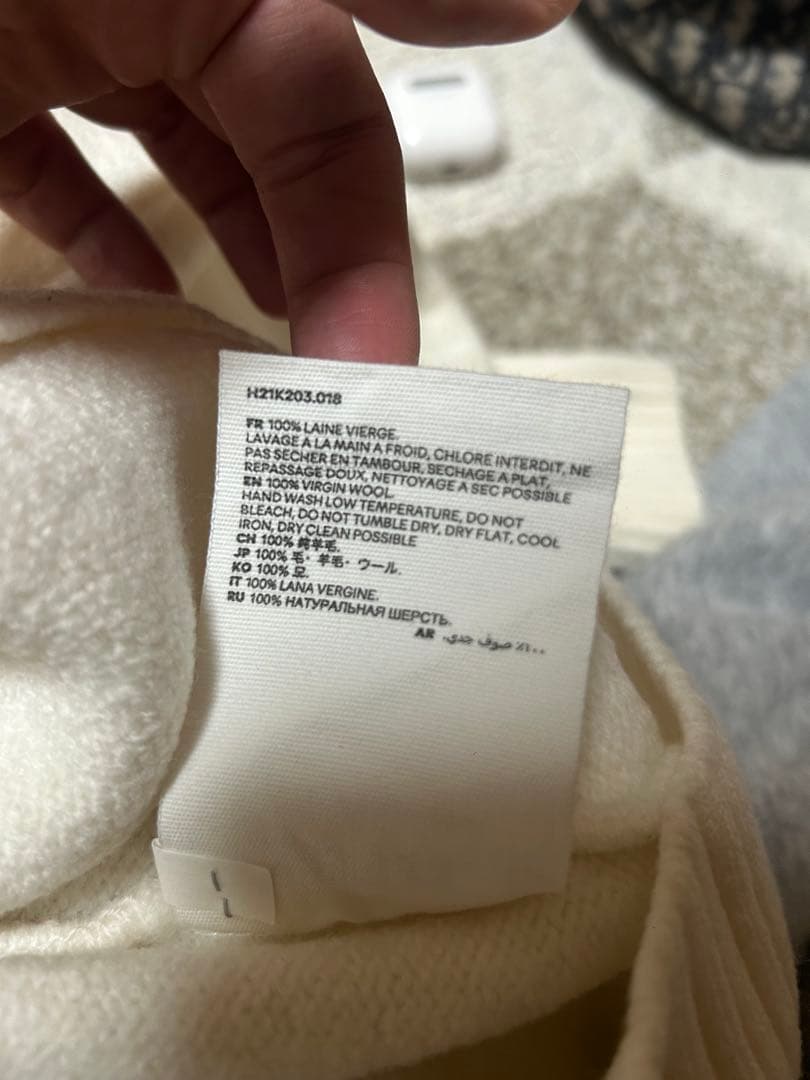 H21K203.018
FR 100% LAINE VIERGE.
LAVAGE A LA MAIN A FROID, CHLORE INTERDIT, NE
PAS SECHER EN TAMBOUR, SECHAGE A PLAT,
REPASSAGE DOUX, NETTOYAGE A SEC POSSIBLE
EN 100% VIRGIN WOOL.
HAND WASH LOW TEMPERATURE, DO NOT
BLEACH, DO NOT TUMBLE DRY, DRY FLAT, COOL
IRON, DRY CLEAN POSSIBLE
CH 100% 纯羊毛.
JP 100% 毛・羊毛・ウール.
KO 100% 모.
IT 100% LANA VERGINE.
RU 100% НАТУРАЛЬНАЯ ШЕРСТЬ.
AR .١٠٠٪ صوف جدي